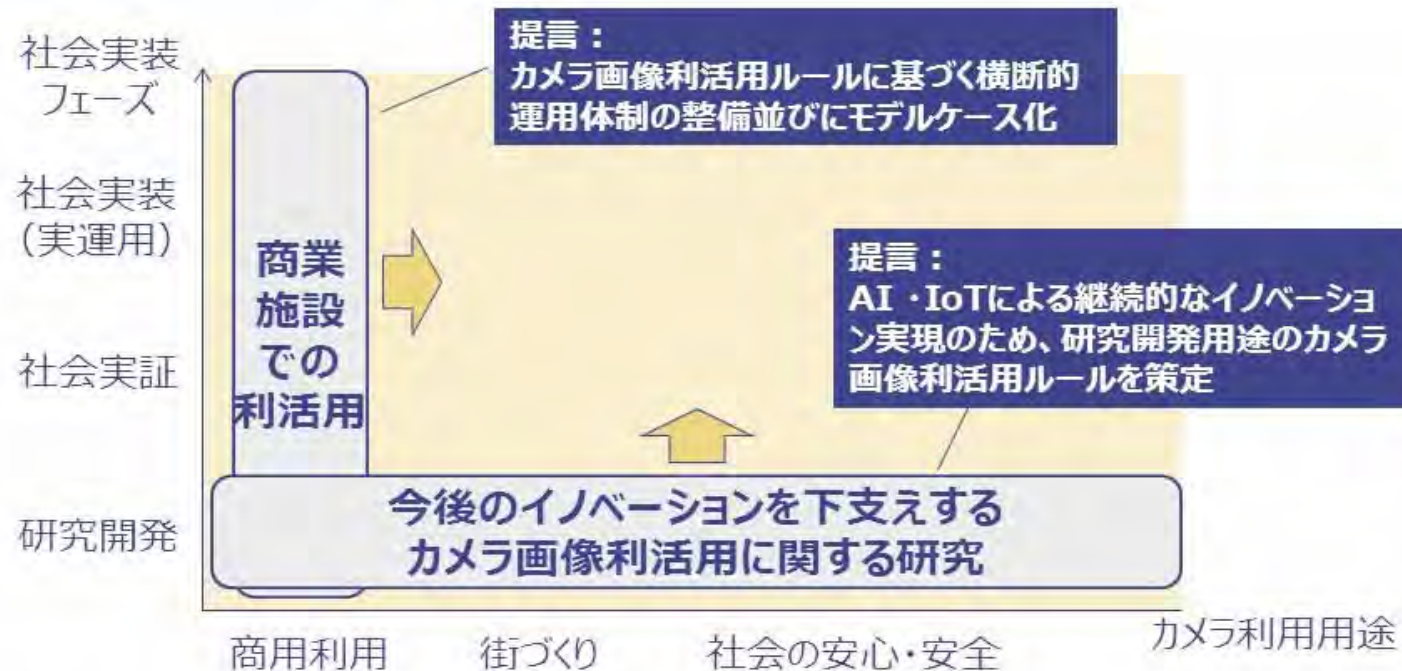 社会実装
フェーズ
提言：
カメラ画像利活用ルールに基づく横断的
運用体制の整備並びにモデルケース化
社会実装
（実運用）
商業
施設
での
利活用
提言：
AI・IoTによる継続的なイノベーショ
ン実現のため、研究開発用途のカメラ
画像利活用ルールを策定
社会実証
研究開発
今後のイノベーションを下支えする
カメラ画像利活用に関する研究
商用利用
街づくり
社会の安心・安全
カメラ利用用途